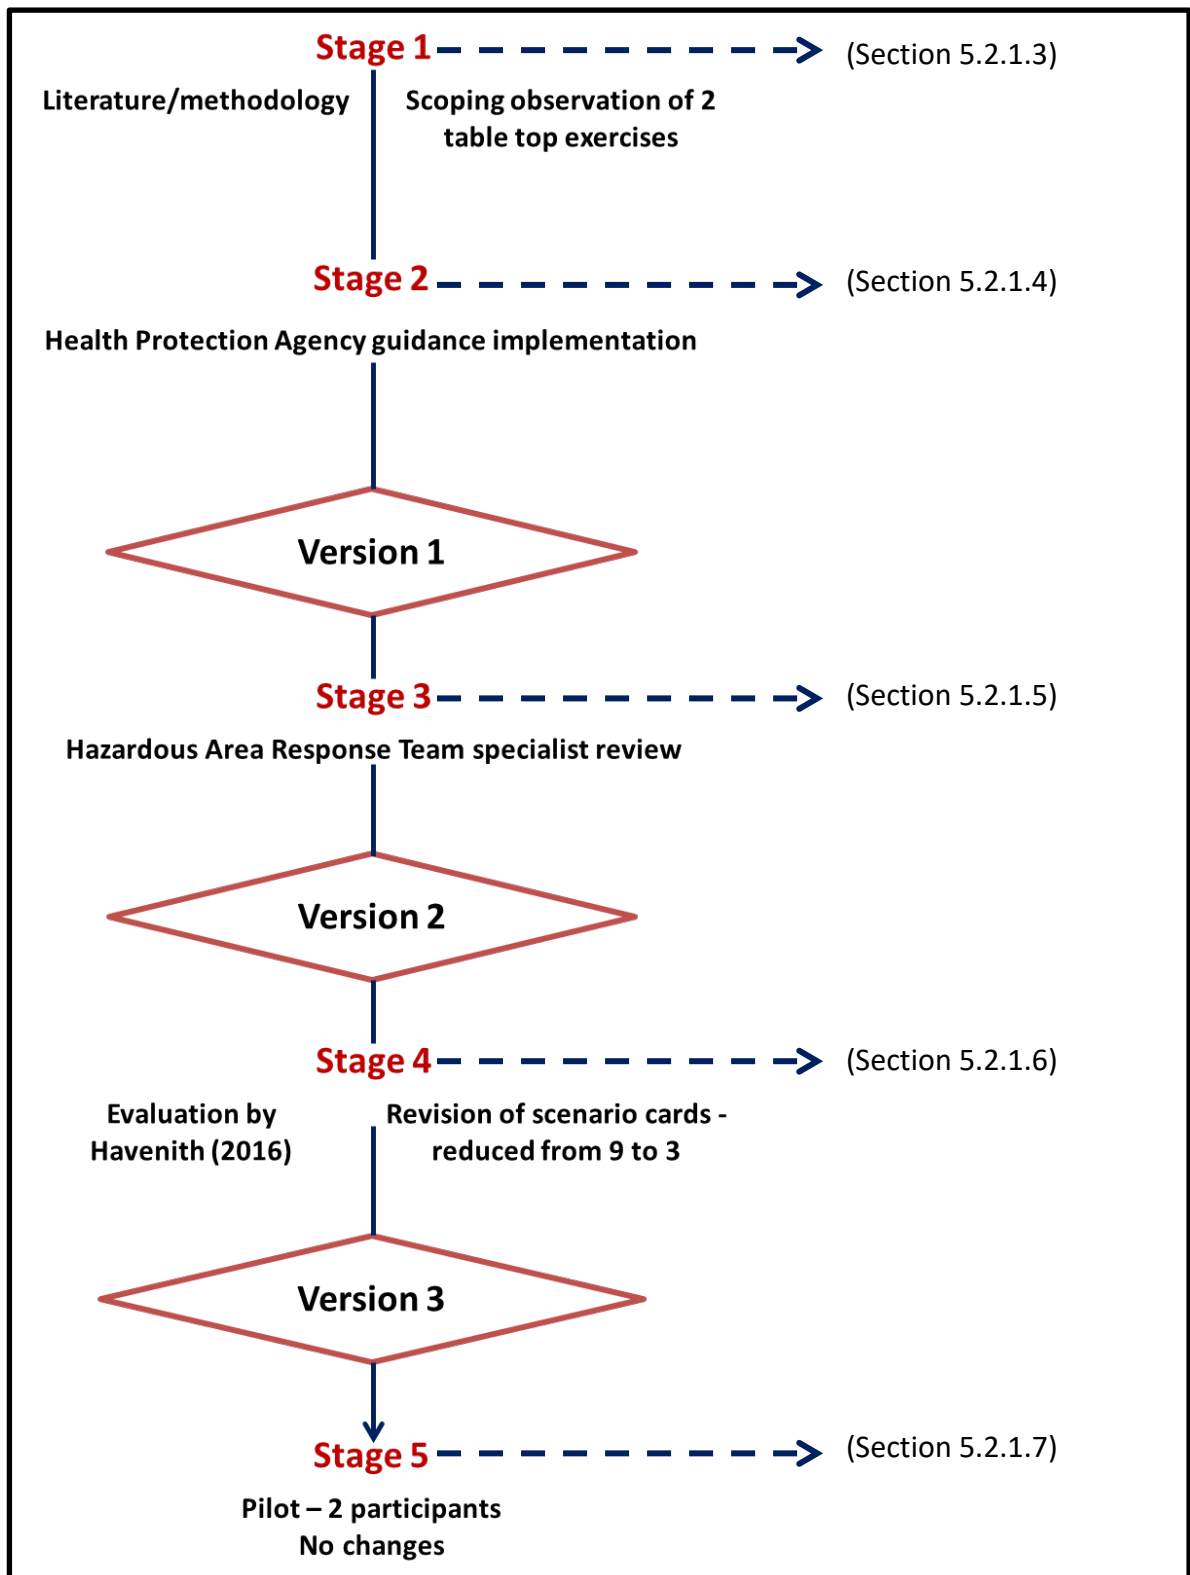 Stage 1
(Section 5.2.1.3)
Literature/methodology
Scoping observation of 2
table top exercises
Stage 2
(Section 5.2.1.4)
Health Protection Agency guidance implementation
Version 1
Stage 3
(Section 5.2.1.5)
Hazardous Area Response Team specialist review
Version 2
Stage 4
(Section 5.2.1.6)
Evaluation by
Havenith (2016)
Revision of scenario cards -
reduced from 9 to 3
Version 3
Stage 5
(Section 5.2.1.7)
Pilot – 2 participants
No changes